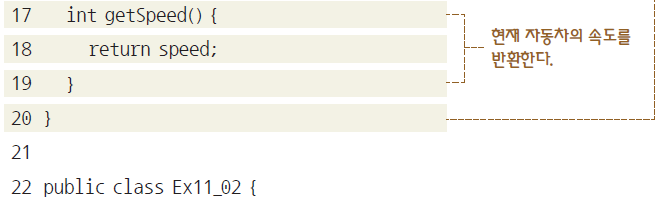 17 int getSpeed() {
18 return speed;
19 }
20 }
21
22 public class Ex11_02 {
현재 자동차의 속도를
반환한다.